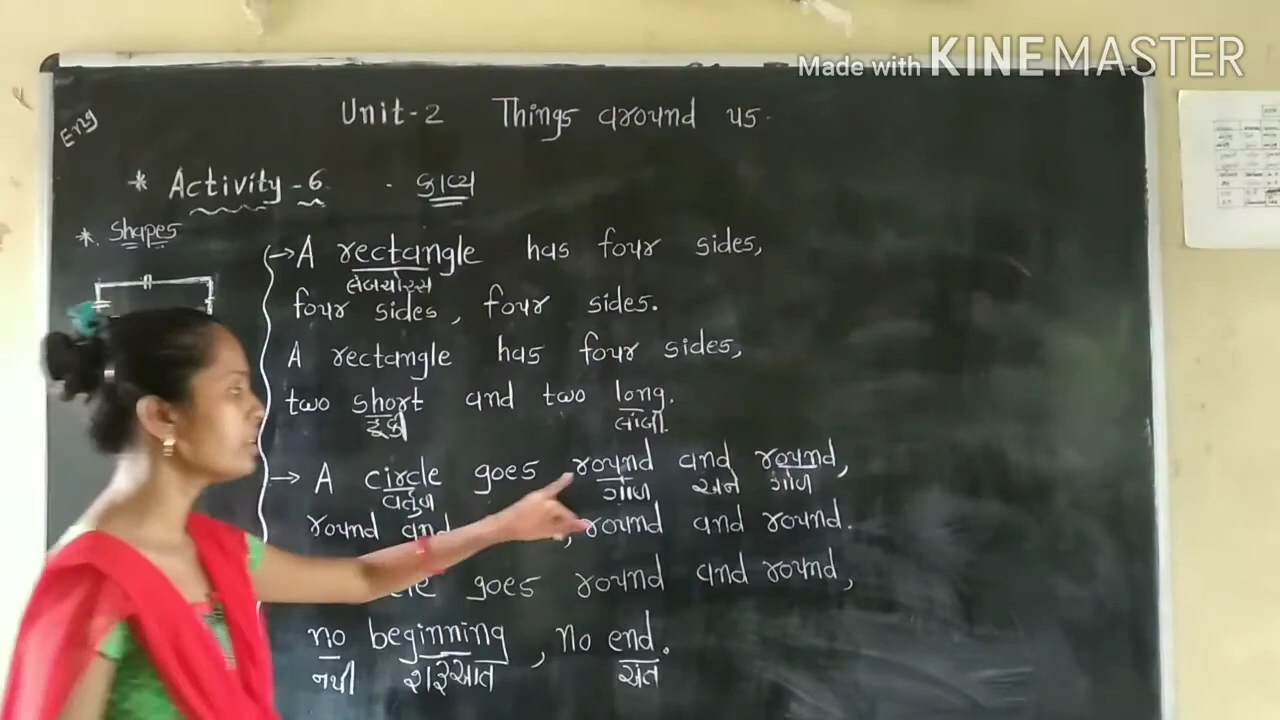 Made with KINEMASTER
Eng
Unit-2 Things around us.
* Activity-6 . કાવ્ય
* Shapes
→ A rectangle has four sides,
લંબચોરસ
four sides, four sides.
A rectangle has four sides,
two short and two long.
ટૂંકી લાંબી.
→ A circle goes round and round,
વર્તુળ ગોળ અને ગોળ
round and , round and round.
goes round and round,
no beginning, no end.
નથી શરૂઆત અંત